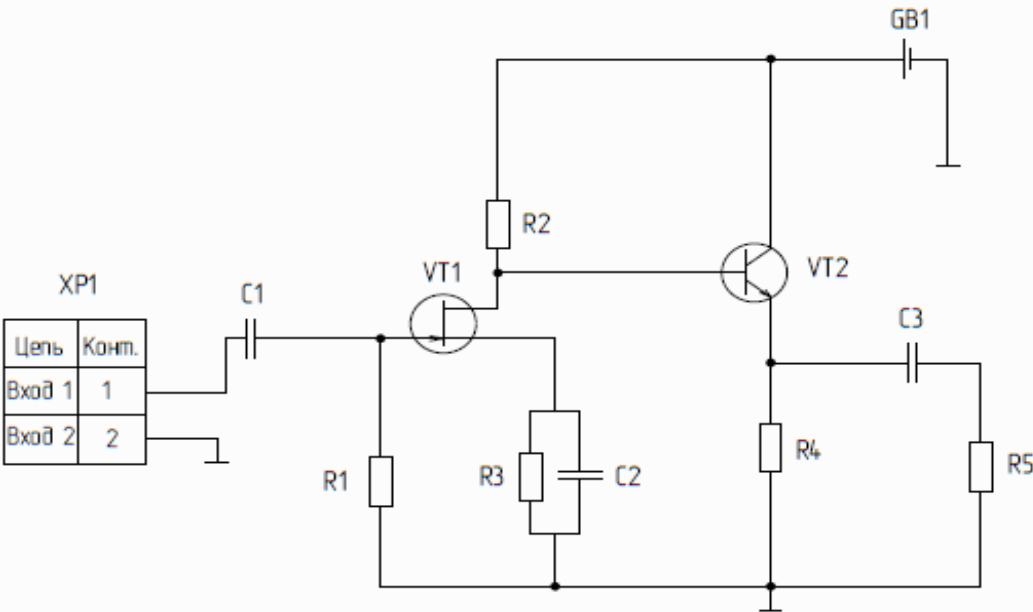 GB1
R2
VT1
VT2
XP1
C1
C3
Цепь Конт.
Вход 1 1
Вход 2 2
R1
R3
C2
R4
R5